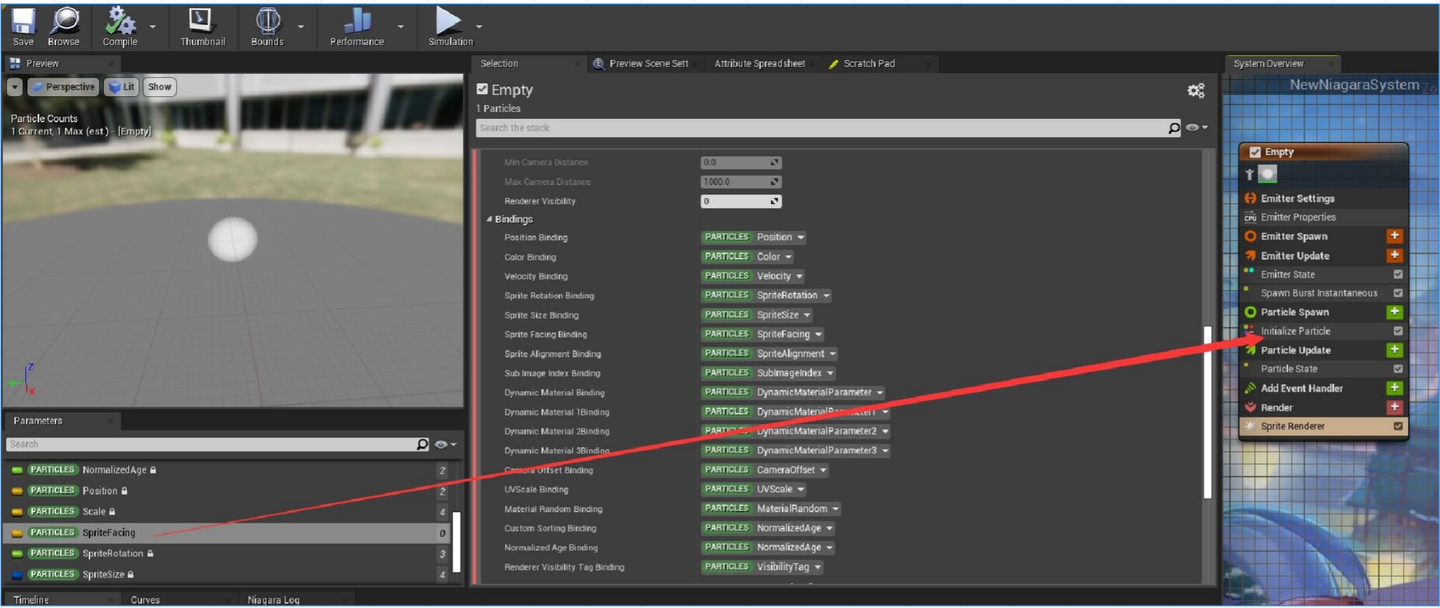 Save Browse Compile Thumbnail Bounds Performance Simulation
Preview
Perspective Lit Show
Particle Counts
1 Current, 1 Max (est.) - [Empty]
Parameters
Search
PARTICLES NormalizedAge 2
PARTICLES Position 2
PARTICLES Scale 4
PARTICLES SpriteFacing 0
PARTICLES SpriteRotation 3
PARTICLES SpriteSize 4
Timeline Curves Niagara Log
Selection Preview Scene Sett Attribute Spreadsheet Scratch Pad
Empty
1 Particles
Search the stack
Min Camera Distance 0.0
Max Camera Distance 1000.0
Renderer Visibility 0
Bindings
Position Binding PARTICLES Position
Color Binding PARTICLES Color
Velocity Binding PARTICLES Velocity
Sprite Rotation Binding PARTICLES SpriteRotation
Sprite Size Binding PARTICLES SpriteSize
Sprite Facing Binding PARTICLES SpriteFacing
Sprite Alignment Binding PARTICLES SpriteAlignment
Sub Image Index Binding PARTICLES SubImageIndex
Dynamic Material Binding PARTICLES DynamicMaterialParameter
Dynamic Material 1Binding PARTICLES DynamicMaterialParameter1
Dynamic Material 2Binding PARTICLES DynamicMaterialParameter2
Dynamic Material 3Binding PARTICLES DynamicMaterialParameter3
Camera Offset Binding PARTICLES CameraOffset
UVScale Binding PARTICLES UVScale
Material Random Binding PARTICLES MaterialRandom
Custom Sorting Binding PARTICLES NormalizedAge
Normalized Age Binding PARTICLES NormalizedAge
Renderer Visibility Tag Binding PARTICLES VisibilityTag
System Overview
NewNiagaraSystem
Empty
Emitter Settings
CPU Emitter Properties
Emitter Spawn
Emitter Update
Emitter State
Spawn Burst Instantaneous
Particle Spawn
Initialize Particle
Particle Update
Particle State
Add Event Handler
Render
Sprite Renderer
Z
X